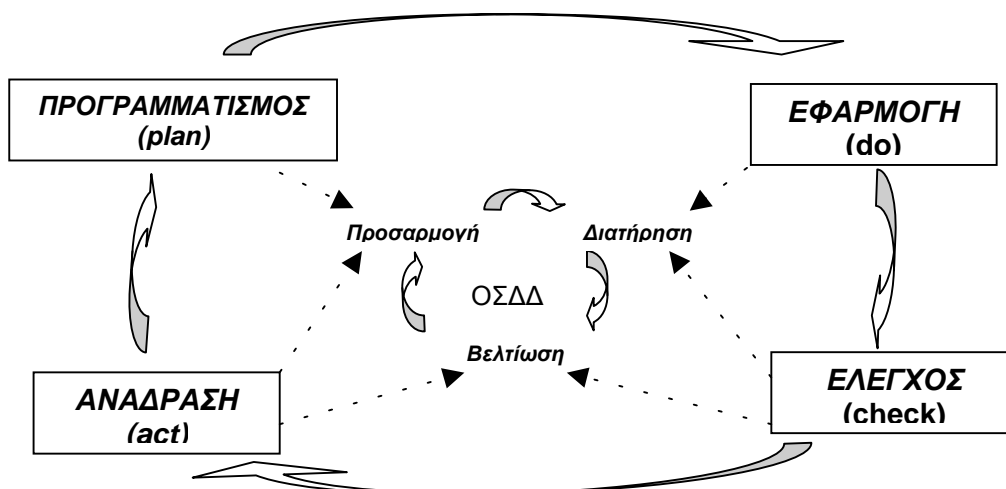 ΠΡΟΓΡΑΜΜΑΤΙΣΜΟΣ
(plan)
ΕΦΑΡΜΟΓΗ
(do)
Προσαρμογή
Διατήρηση
ΟΣΔΔ
Βελτίωση
ΑΝΑΔΡΑΣΗ
(act)
ΕΛΕΓΧΟΣ
(check)